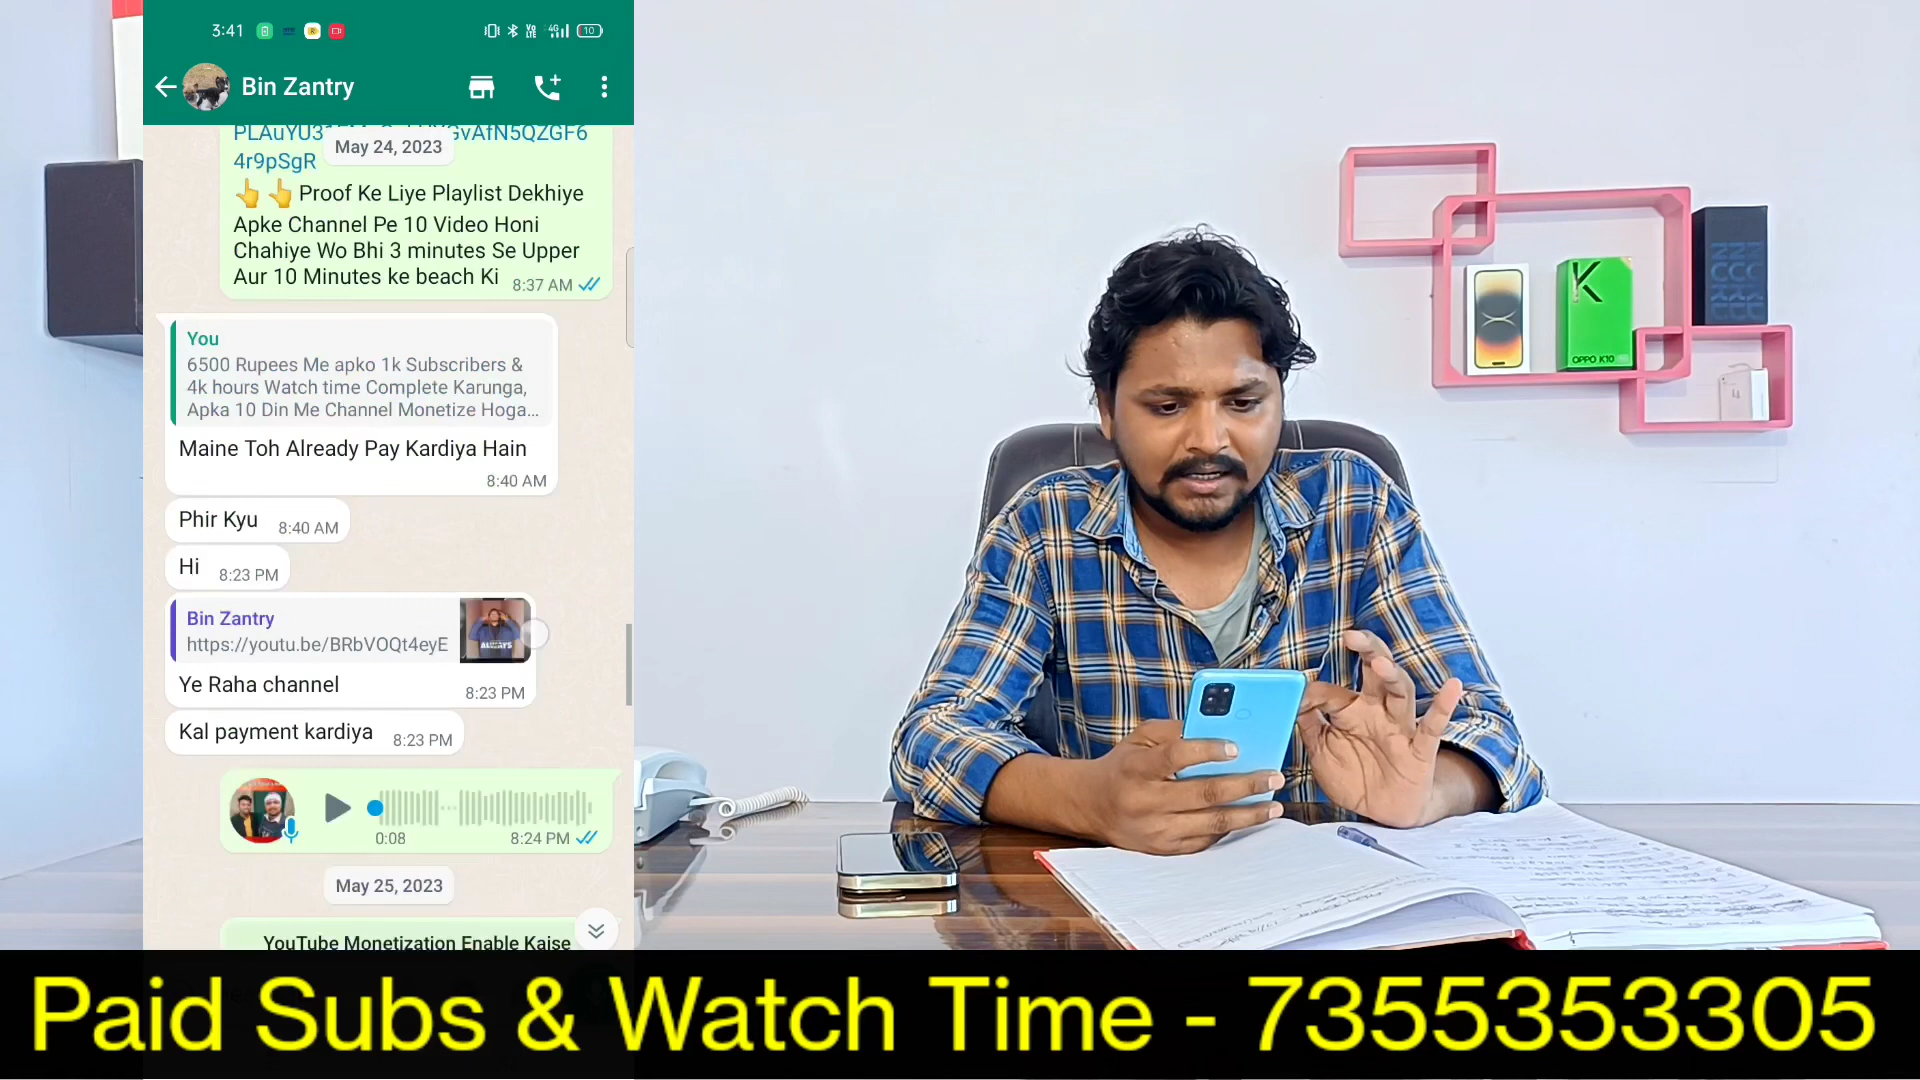 3:41
10
Bin Zantry
May 24, 2023
4r9pSgR
👆👆Proof Ke Liye Playlist Dekhiye
Apke Channel Pe 10 Video Honi
Chahiye Wo Bhi 3 minutes Se Upper
Aur 10 Minutes ke beach Ki
8:37 AM
You
6500 Rupees Me apko 1k Subscribers &
4k hours Watch time Complete Karunga,
Apka 10 Din Me Channel Monetize Hoga...
Maine Toh Already Pay Kardiya Hain
8:40 AM
Phir Kyu 8:40 AM
Hi 8:23 PM
Bin Zantry
https://youtu.be/BRbVOQt4eyE
ALWAYS
Ye Raha channel 8:23 PM
Kal payment kardiya 8:23 PM
0:08 8:24 PM
May 25, 2023
YouTube Monetization Enable Kaise
K
OPPO K10
NORD
Paid Subs & Watch Time - 7355353305